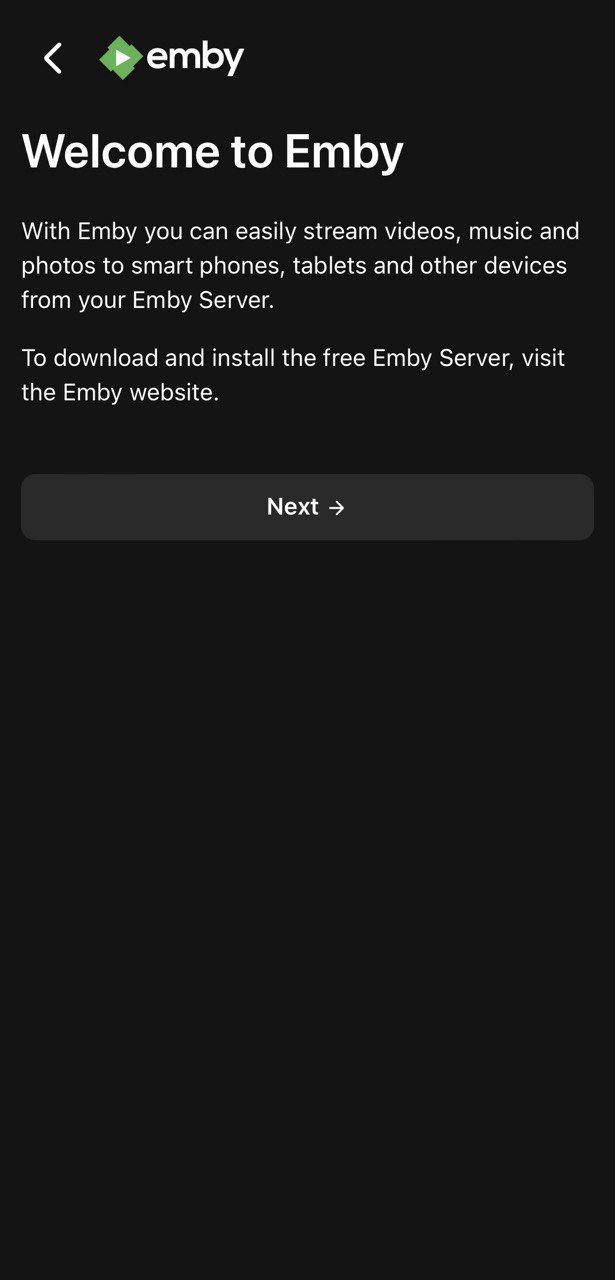 emby
Welcome to Emby
With Emby you can easily stream videos, music and
photos to smart phones, tablets and other devices
from your Emby Server.
To download and install the free Emby Server, visit
the Emby website.
Next →